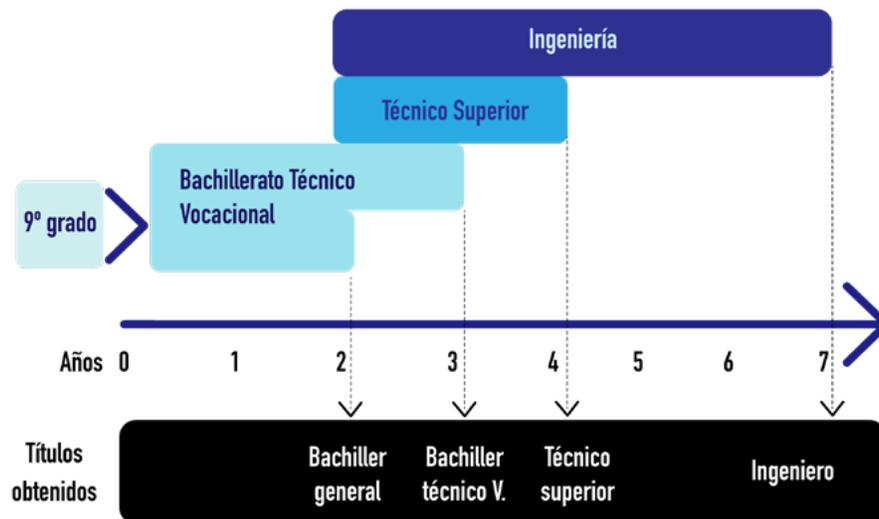 Ingeniería
Técnico Superior
Bachillerato Técnico
Vocacional
9º grado
Años 0 1 2 3 4 5 6 7
Títulos
obtenidos
Bachiller
general
Bachiller
técnico V.
Técnico
superior
Ingeniero